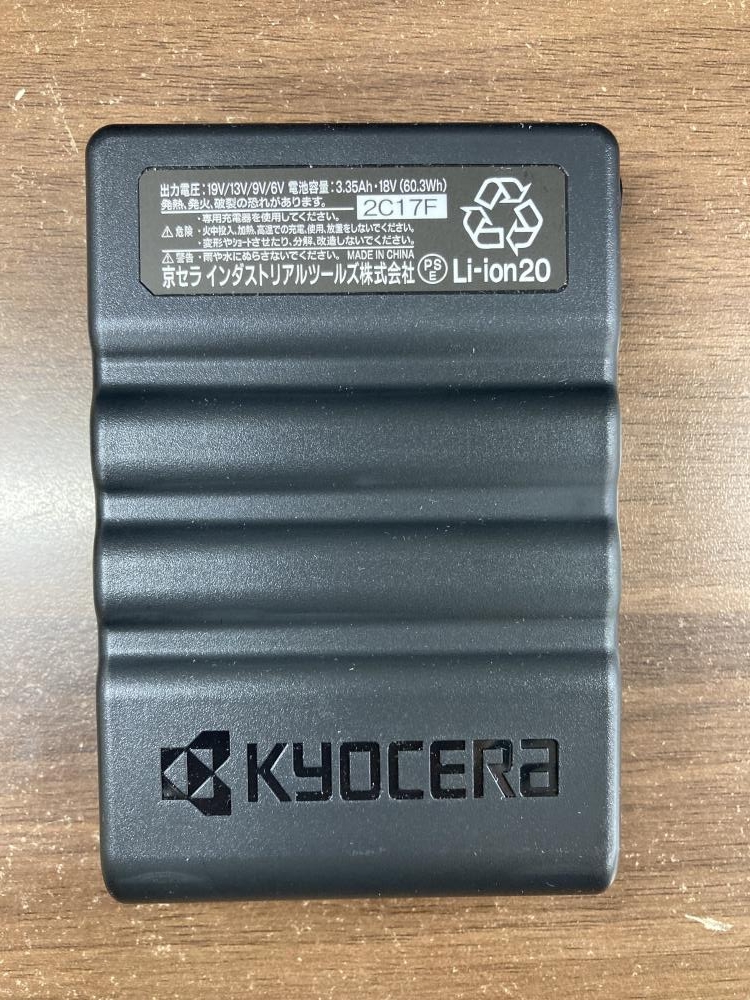 出力電圧:19V/13V/9V/6V 電池容量:3.35Ah・18V(60.3Wh)
発熱、発火、破裂の恐れがあります。
2C17F
・専用充電器を使用してください。
⚠危険・火中投入、加熱、高温での充電、使用、放置をしないでください。
・変形やショートさせたり、分解、改造しないでください。
⚠警告・雨や水にぬらさないでください。 MADE IN CHINA
京セラ インダストリアルツールズ株式会社 PSE Li-ion20
KYOCERA